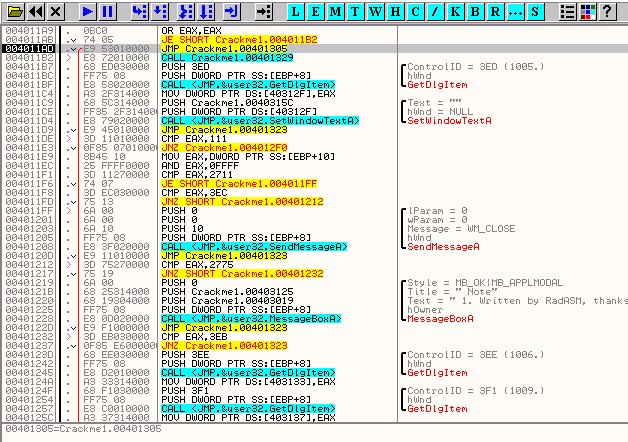 L E M T W H C / K B R ... S ?
004011A9 . 0BC0 OR EAX,EAX
004011AB .v 74 05 JE SHORT Crackme1.004011B2
004011AD .v E9 53010000 JMP Crackme1.00401305
004011B2 > E8 72010000 CALL Crackme1.00401329
004011B7 . 68 ED030000 PUSH 3ED ControlID = 3ED (1005.)
004011BC . FF75 08 PUSH DWORD PTR SS:[EBP+8] hWnd
004011BF . E8 58020000 CALL <JMP.&user32.GetDlgItem> GetDlgItem
004011C4 . A3 2F314000 MOV DWORD PTR DS:[40312F],EAX
004011C9 . 68 5C314000 PUSH Crackme1.0040315C Text = ""
004011CE . FF35 2F314000 PUSH DWORD PTR DS:[40312F] hWnd = NULL
004011D4 . E8 79020000 CALL <JMP.&user32.SetWindowTextA> SetWindowTextA
004011D9 .v E9 45010000 JMP Crackme1.00401323
004011DE > 3D 11010000 CMP EAX,111
004011E3 .v 0F85 07010000 JNZ Crackme1.004012F0
004011E9 . 8B45 10 MOV EAX,DWORD PTR SS:[EBP+10]
004011EC . 25 FFFF0000 AND EAX,0FFFF
004011F1 . 3D 11270000 CMP EAX,2711
004011F6 .v 74 07 JE SHORT Crackme1.004011FF
004011F8 . 3D EC030000 CMP EAX,3EC
004011FD .v 75 13 JNZ SHORT Crackme1.00401212
004011FF > 6A 00 PUSH 0 lParam = 0
00401201 . 6A 00 PUSH 0 wParam = 0
00401203 . 6A 10 PUSH 10 Message = WM_CLOSE
00401205 . FF75 08 PUSH DWORD PTR SS:[EBP+8] hWnd
00401208 . E8 3F020000 CALL <JMP.&user32.SendMessageA> SendMessageA
0040120D .v E9 11010000 JMP Crackme1.00401323
00401212 > 3D 75270000 CMP EAX,2775
00401217 .v 75 19 JNZ SHORT Crackme1.00401232
00401219 . 6A 00 PUSH 0 Style = MB_OK|MB_APPLMODAL
0040121B . 68 25314000 PUSH Crackme1.00403125 Title = " Note"
00401220 . 68 19304000 PUSH Crackme1.00403019 Text = " 1. Written by RadASM, thanks
00401225 . FF75 08 PUSH DWORD PTR SS:[EBP+8] hOwner
00401228 . E8 0D020000 CALL <JMP.&user32.MessageBoxA> MessageBoxA
0040122D .v E9 F1000000 JMP Crackme1.00401323
00401232 > 3D EB030000 CMP EAX,3EB
00401237 .v 0F85 E6000000 JNZ Crackme1.00401323
0040123D . 68 EE030000 PUSH 3EE ControlID = 3EE (1006.)
00401242 . FF75 08 PUSH DWORD PTR SS:[EBP+8] hWnd
00401245 . E8 D2010000 CALL <JMP.&user32.GetDlgItem> GetDlgItem
0040124A . A3 33314000 MOV DWORD PTR DS:[403133],EAX
0040124F . 68 F1030000 PUSH 3F1 ControlID = 3F1 (1009.)
00401254 . FF75 08 PUSH DWORD PTR SS:[EBP+8] hWnd
00401257 . E8 C0010000 CALL <JMP.&user32.GetDlgItem> GetDlgItem
0040125C . A3 37314000 MOV DWORD PTR DS:[403137],EAX
00401305=Crackme1.00401305